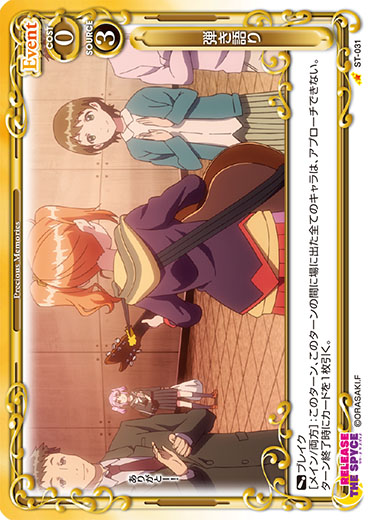 Event
COST
0
SOURCE
3
弾き語り
ST-031
Precious Memories
ありがとー!
ブレイク
[メイン/両方]:このターン、このターンの間に場に出た全てのキャラは、アプローチできない。
ターン終了時にカードを1枚引く。
RELEASE
THE SPYCE
©ORASAKI.F